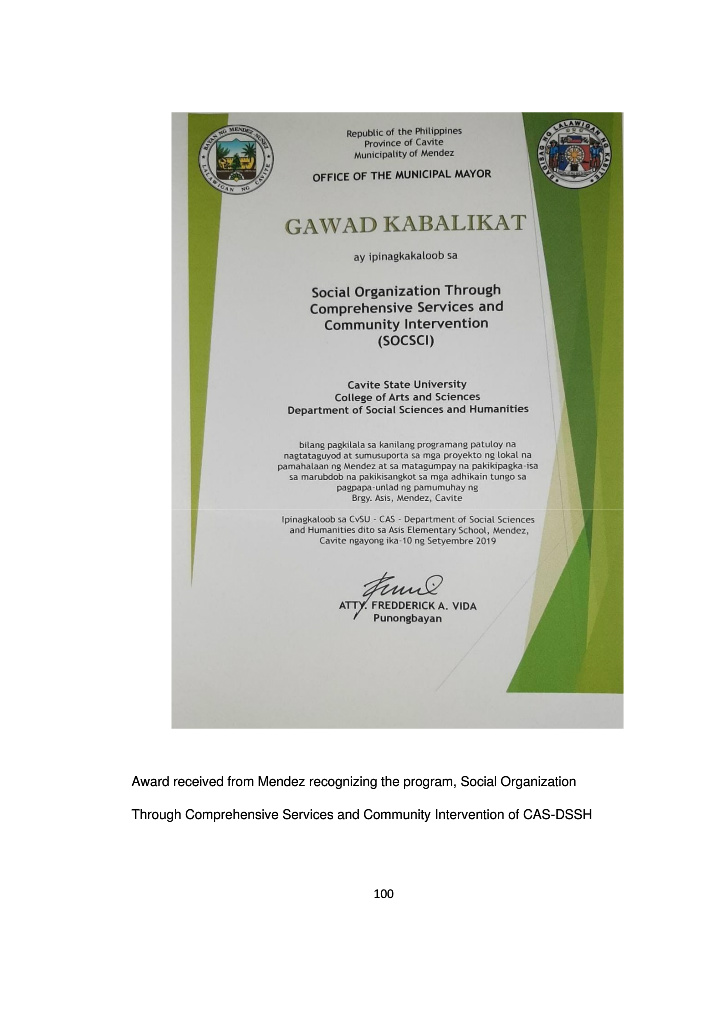 BAYAN NG MENDEZ NUNEZ
LALAWIGAN NG CAVITE
Republic of the Philippines
Province of Cavite
Municipality of Mendez
OFFICE OF THE MUNICIPAL MAYOR
GAWAD KABALIKAT
ay ipinagkakaloob sa
Social Organization Through
Comprehensive Services and
Community Intervention
(SOCSCI)
Cavite State University
College of Arts and Sciences
Department of Social Sciences and Humanities
bilang pagkilala sa kanilang programang patuloy na
nagtataguyod at sumusuporta sa mga proyekto ng lokal na
pamahalaan ng Mendez at sa matagumpay na pakikipagka-isa
sa marubdob na pakikisangkot sa mga adhikain tungo sa
pagpapa-unlad ng pamumuhay ng
Brgy. Asis, Mendez, Cavite
Ipinagkaloob sa CvSU - CAS - Department of Social Sciences
and Humanities dito sa Asis Elementary School, Mendez,
Cavite ngayong ika-10 ng Setyembre 2019
ATTY. FREDDERICK A. VIDA
Punongbayan
Award received from Mendez recognizing the program, Social Organization
Through Comprehensive Services and Community Intervention of CAS-DSSH
100